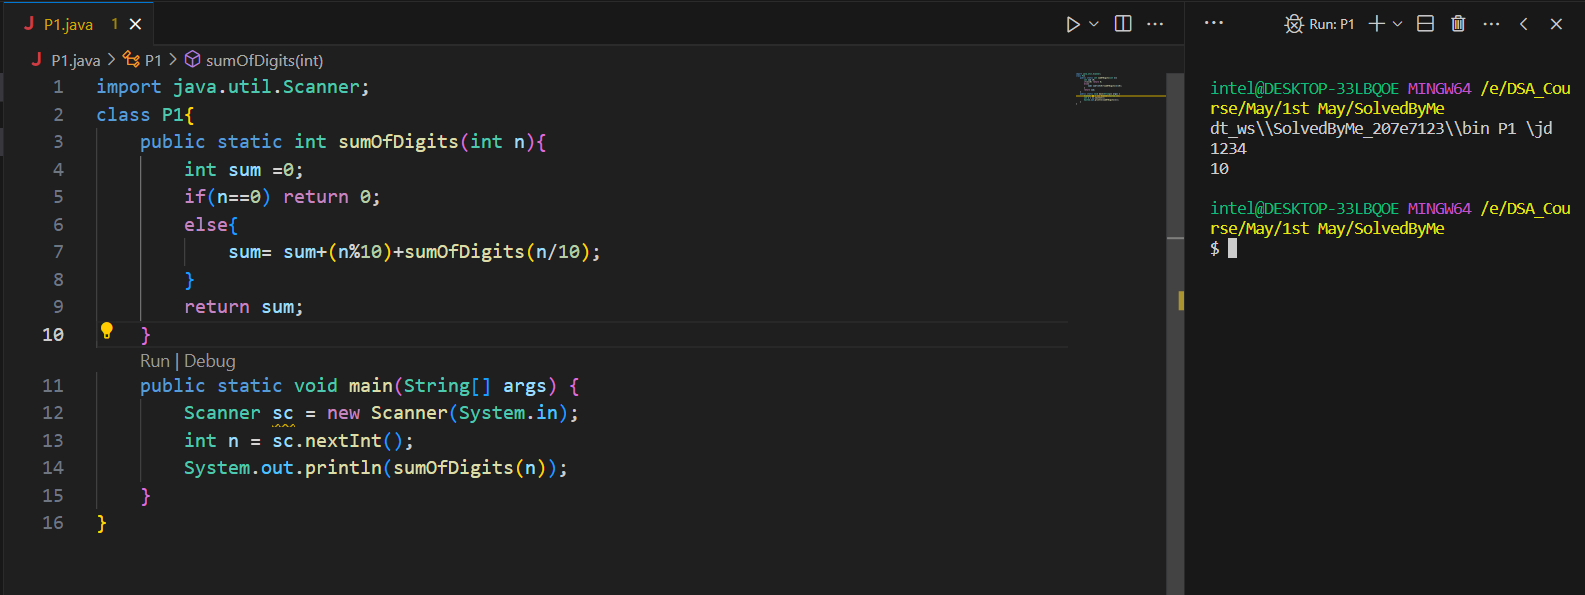 J P1.java 1
J P1.java > P1 > sumOfDigits(int)
1 import java.util.Scanner;
2 class P1{
3 public static int sumOfDigits(int n){
4 int sum =0;
5 if(n==0) return 0;
6 else{
7 sum= sum+(n%10)+sumOfDigits(n/10);
8 }
9 return sum;
10 }
Run | Debug
11 public static void main(String[] args) {
12 Scanner sc = new Scanner(System.in);
13 int n = sc.nextInt();
14 System.out.println(sumOfDigits(n));
15 }
16 }
Run: P1
intel@DESKTOP-33LBQOE MINGW64 /e/DSA_Cou
rse/May/1st May/SolvedByMe
dt_ws\\SolvedByMe_207e7123\\bin P1 \jd
1234
10
intel@DESKTOP-33LBQOE MINGW64 /e/DSA_Cou
rse/May/1st May/SolvedByMe
$